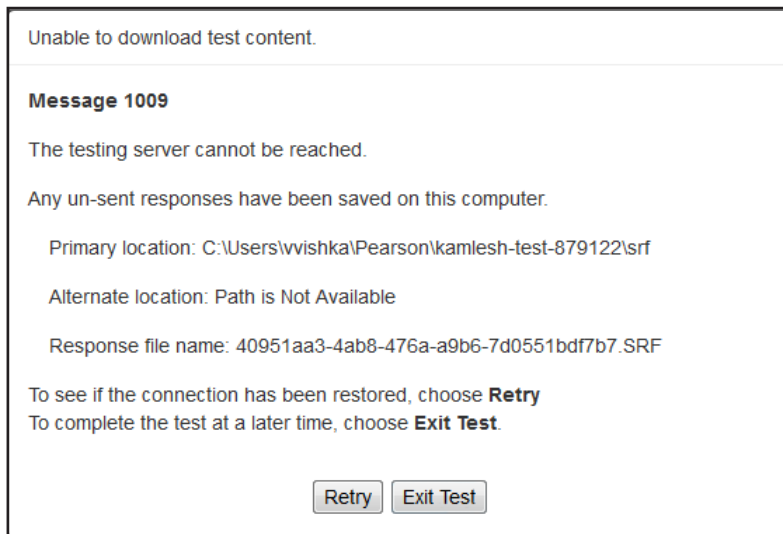 Unable to download test content.
Message 1009
The testing server cannot be reached.
Any un-sent responses have been saved on this computer.
Primary location: C:\Users\vvishka\Pearson\kamlesh-test-879122\srf
Alternate location: Path is Not Available
Response file name: 40951aa3-4ab8-476a-a9b6-7d0551bdf7b7.SRF
To see if the connection has been restored, choose Retry
To complete the test at a later time, choose Exit Test.
Retry Exit Test